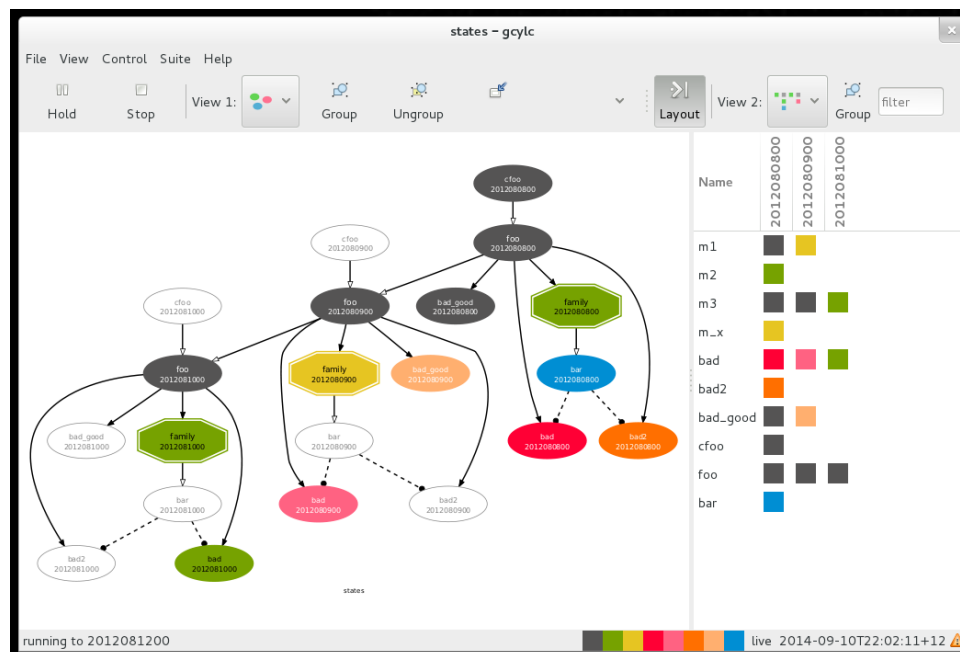 states – gcylc
File View Control Suite Help
Hold Stop View 1: Group Ungroup Layout View 2: Group filter
cfoo
2012080800
foo
2012080800
cfoo
2012080900
foo
2012080900
bad_good
2012080800
family
2012080800
cfoo
2012081000
foo
2012081000
family
2012080900
bad_good
2012080900
bar
2012080800
bad_good
2012081000
family
2012081000
bar
2012080900
bad
2012080800
bad2
2012080800
bar
2012081000
bad
2012080900
bad2
2012080900
bad2
2012081000
bad
2012081000
states
Name 2012080800 2012080900 2012081000
m1
m2
m3
m_x
bad
bad2
bad_good
cfoo
foo
bar
running to 2012081200 live 2014-09-10T22:02:11+12